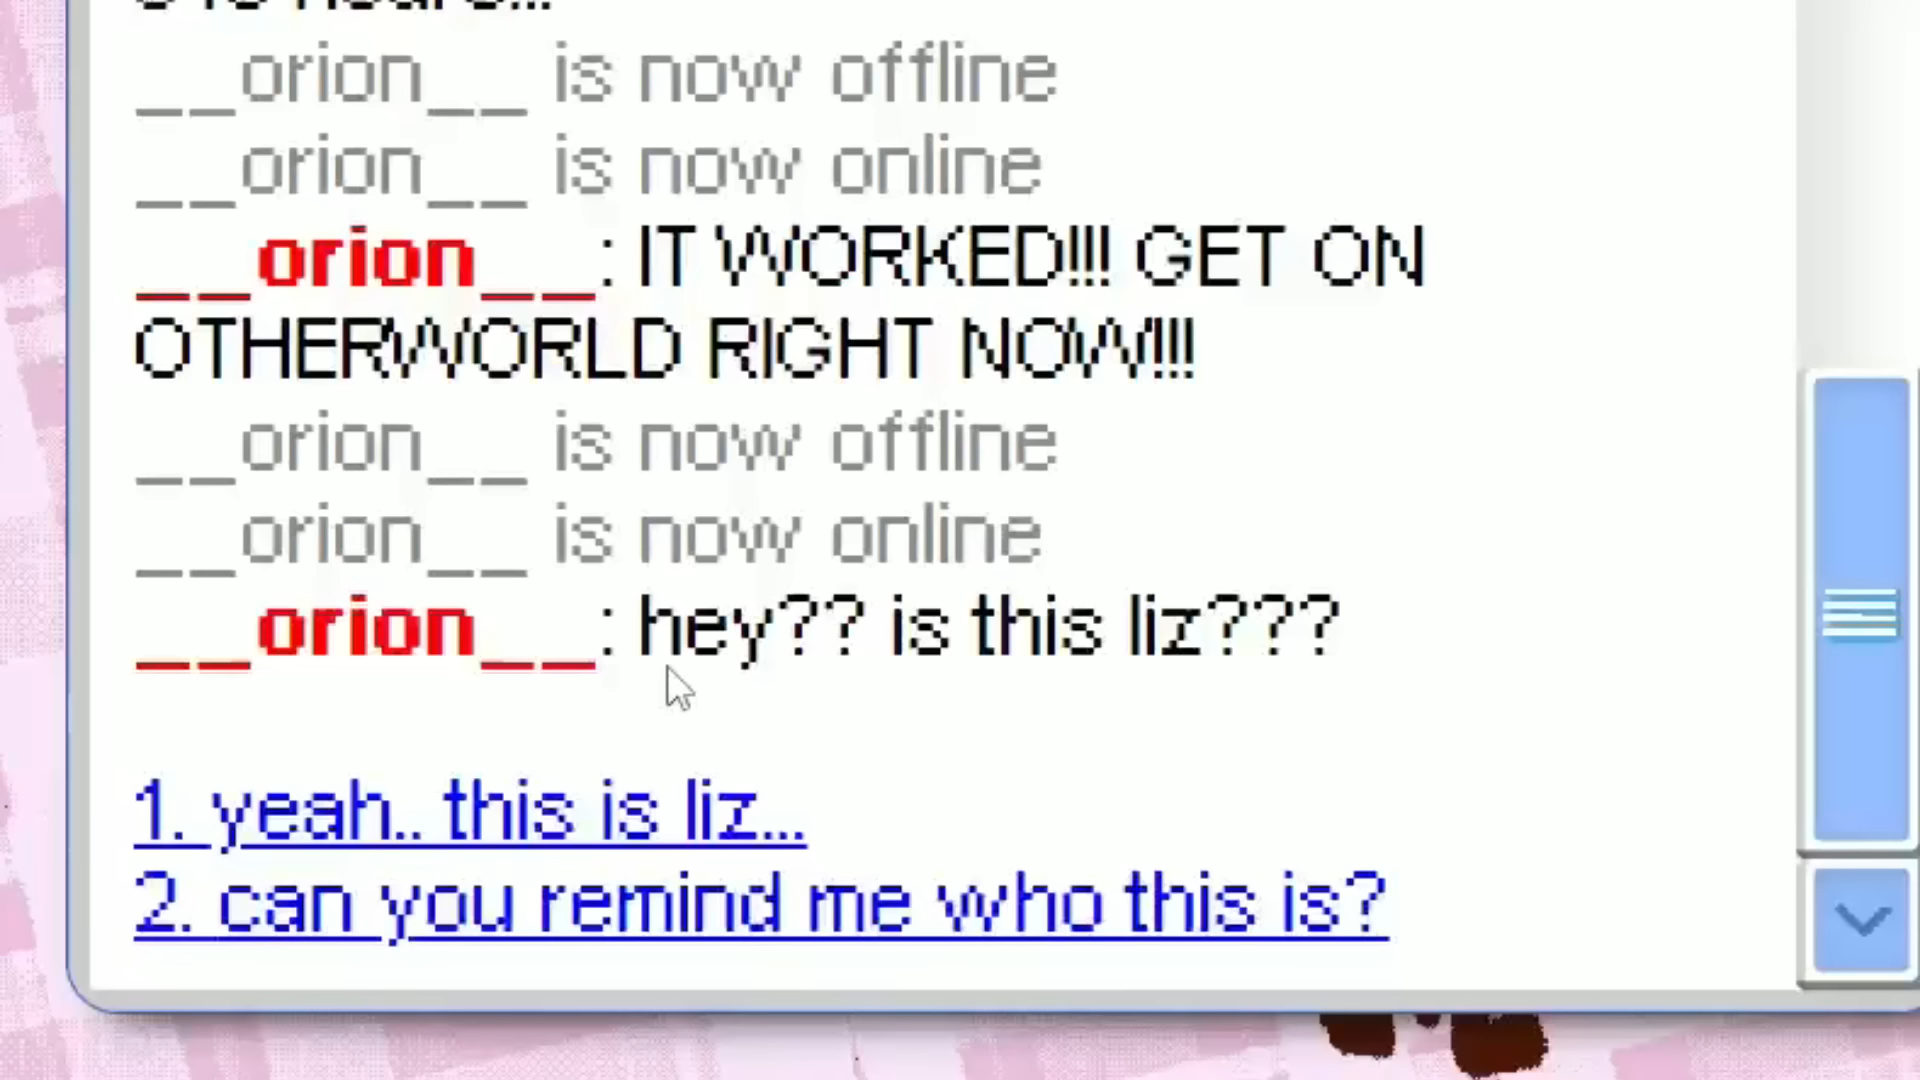 __orion__ is now offline
__orion__ is now online
__orion__: IT WORKED!!! GET ON
OTHERWORLD RIGHT NOW!!!
__orion__ is now offline
__orion__ is now online
__orion__: hey?? is this liz???
1. yeah.. this is liz...
2. can you remind me who this is?